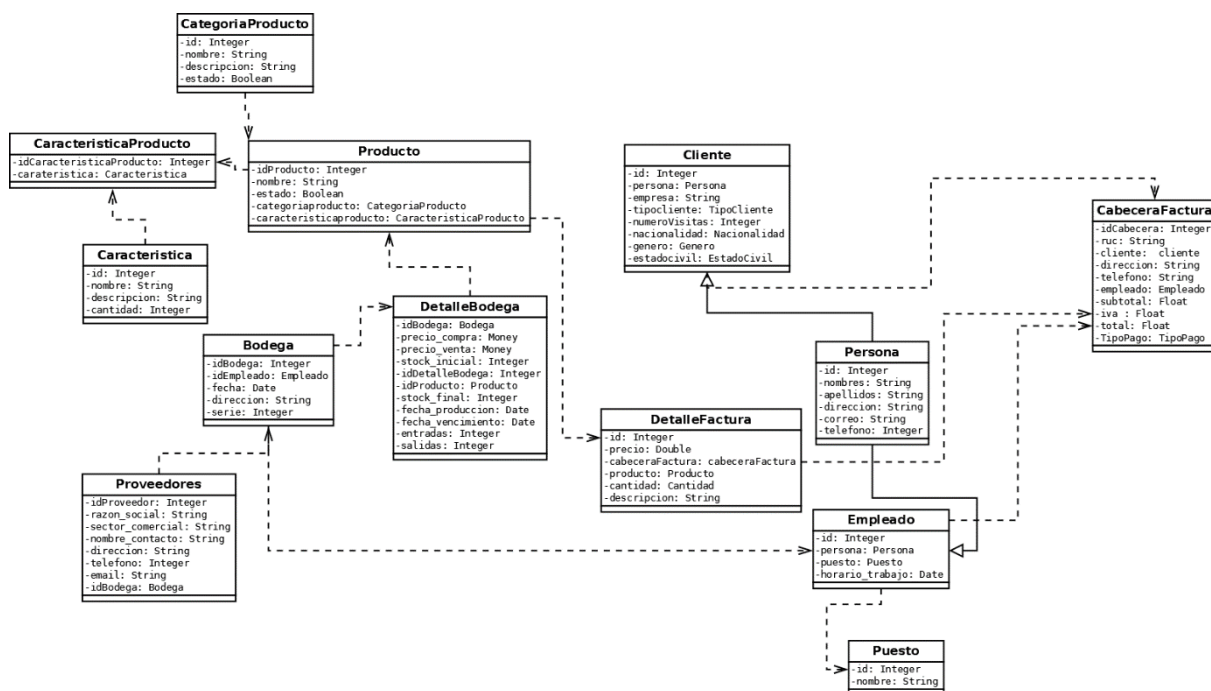 CategoriaProducto
-id: Integer
-nombre: String
-descripcion: String
-estado: Boolean
CaracteristicaProducto
-idCaracteristicaProducto: Integer
-carateristica: Caracteristica
Producto
-idProducto: Integer
-nombre: String
-estado: Boolean
-categoriaproducto: CategoriaProducto
-caracteristicaproducto: CaracteristicaProducto
Cliente
-id: Integer
-persona: Persona
-empresa: String
-tipocliente: TipoCliente
-numeroVisitas: Integer
-nacionalidad: Nacionalidad
-genero: Genero
-estadocivil: EstadoCivil
CabeceraFactura
-idCabecera: Integer
-ruc: String
-cliente: cliente
-direccion: String
-telefono: String
-empleado: Empleado
-subtotal: Float
-iva : Float
-total: Float
-TipoPago: TipoPago
Caracteristica
-id: Integer
-nombre: String
-descripcion: String
-cantidad: Integer
DetalleBodega
-idBodega: Bodega
-precio_compra: Money
-precio_venta: Money
-stock_inicial: Integer
-idDetalleBodega: Integer
-idProducto: Producto
-stock_final: Integer
-fecha_produccion: Date
-fecha_vencimiento: Date
-entradas: Integer
-salidas: Integer
Bodega
-idBodega: Integer
-idEmpleado: Empleado
-fecha: Date
-direccion: String
-serie: Integer
Persona
-id: Integer
-nombres: String
-apellidos: String
-direccion: String
-correo: String
-telefono: Integer
DetalleFactura
-id: Integer
-precio: Double
-cabeceraFactura: cabeceraFactura
-producto: Producto
-cantidad: Cantidad
-descripcion: String
Proveedores
-idProveedor: Integer
-razon_social: String
-sector_comercial: String
-nombre_contacto: String
-direccion: String
-telefono: Integer
-email: String
-idBodega: Bodega
Empleado
-id: Integer
-persona: Persona
-puesto: Puesto
-horario_trabajo: Date
Puesto
-id: Integer
-nombre: String